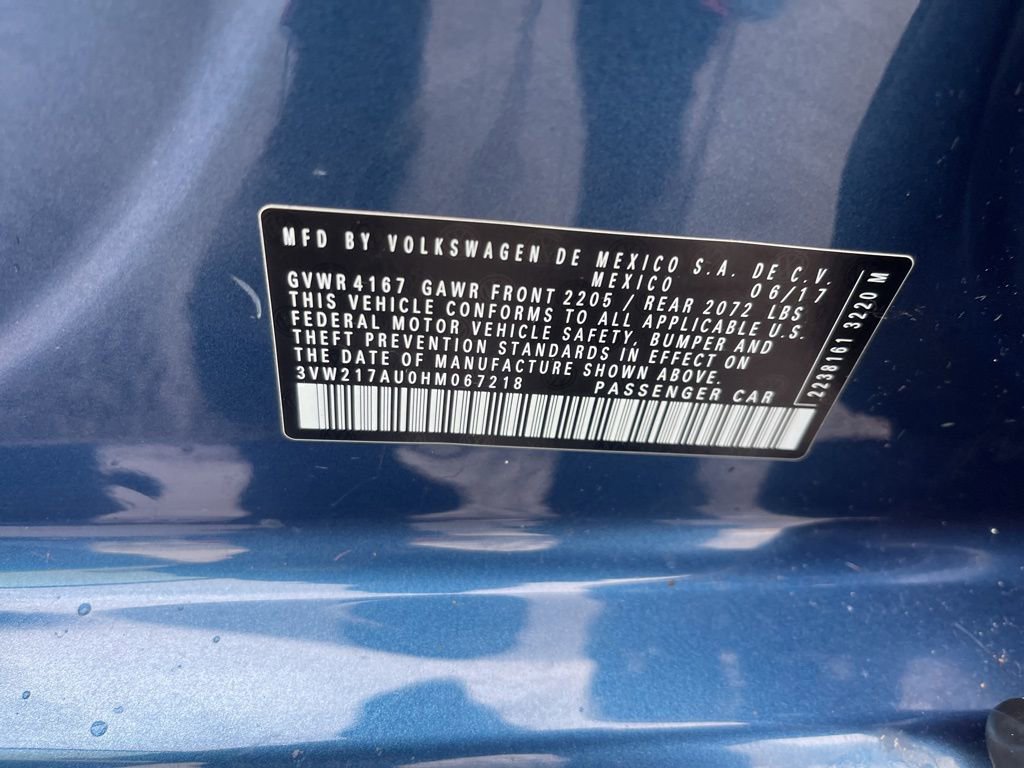 MFD BY VOLKSWAGEN DE MEXICO S.A. DE C.V.
MEXICO 06/17
GVWR 4167 GAWR FRONT 2205 / REAR 2072 LBS
THIS VEHICLE CONFORMS TO ALL APPLICABLE U.S.
FEDERAL MOTOR VEHICLE SAFETY, BUMPER AND
THEFT PREVENTION STANDARDS IN EFFECT ON
THE DATE OF MANUFACTURE SHOWN ABOVE.
3VW217AU0HM067218 PASSENGER CAR
2238161 3220 M